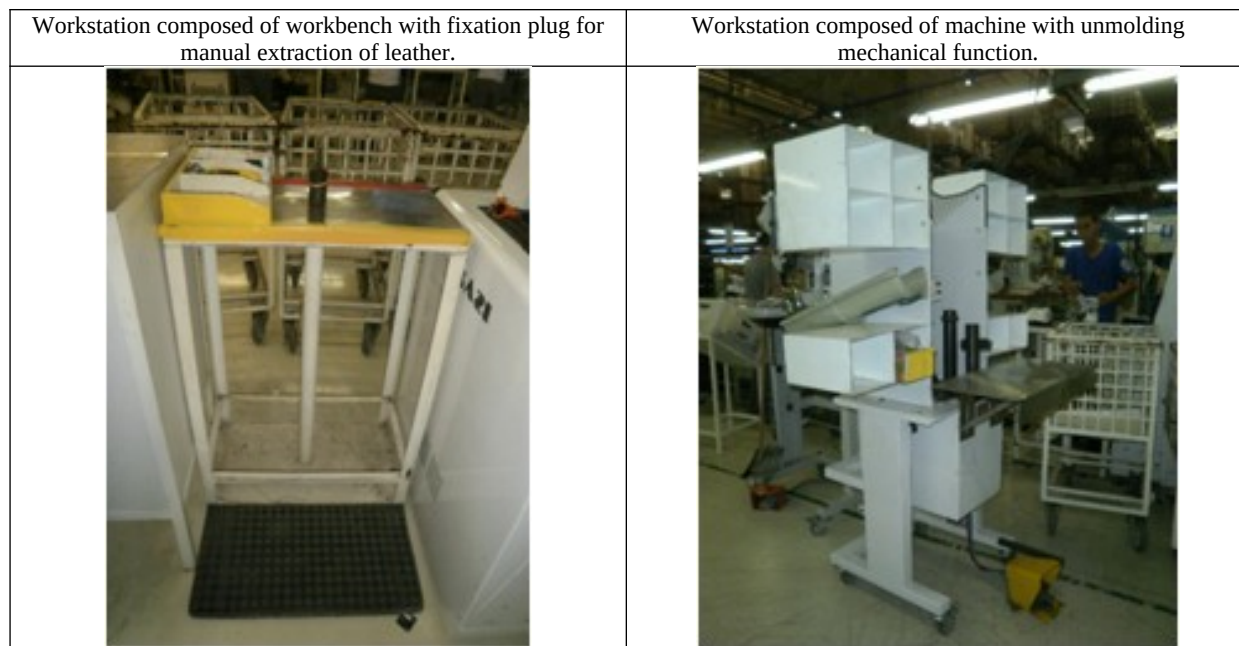 Workstation composed of workbench with fixation plug for
manual extraction of leather.
Workstation composed of machine with unmolding
mechanical function.